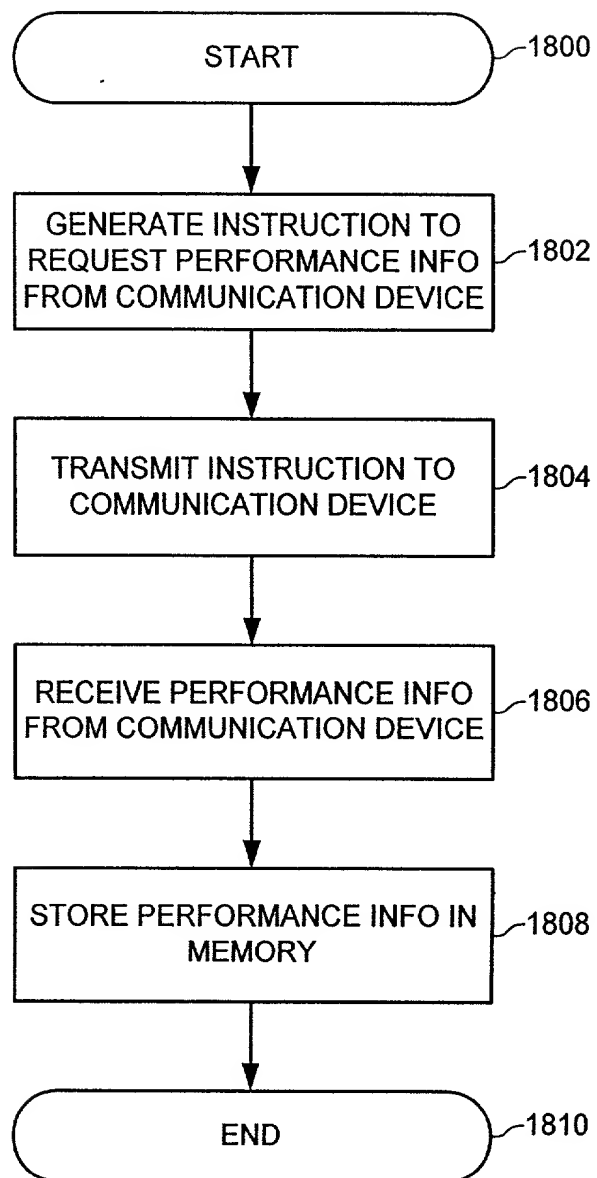 START
1800
GENERATE INSTRUCTION TO
REQUEST PERFORMANCE INFO
FROM COMMUNICATION DEVICE
1802
TRANSMIT INSTRUCTION TO
COMMUNICATION DEVICE
1804
RECEIVE PERFORMANCE INFO
FROM COMMUNICATION DEVICE
1806
STORE PERFORMANCE INFO IN
MEMORY
1808
END
1810